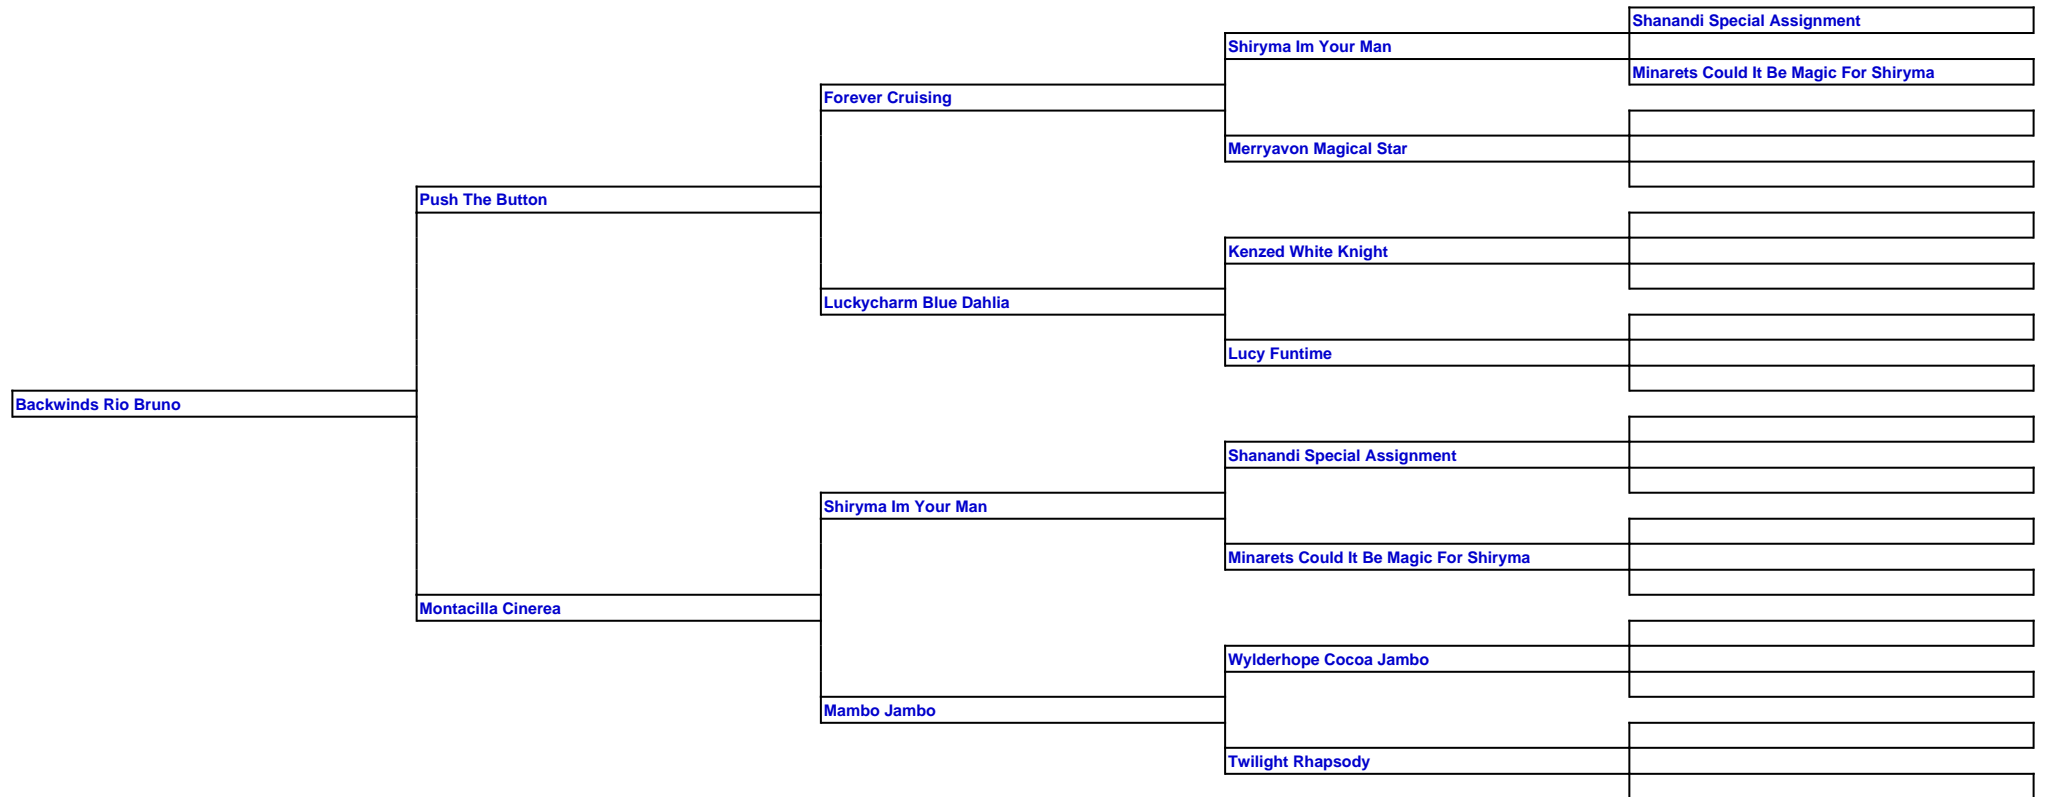 Shanandi Special Assignment
Shiryma Im Your Man
Minarets Could It Be Magic For Shiryma
Forever Cruising
Merryavon Magical Star
Push The Button
Kenzed White Knight
Luckycharm Blue Dahlia
Lucy Funtime
Backwinds Rio Bruno
Shanandi Special Assignment
Shiryma Im Your Man
Minarets Could It Be Magic For Shiryma
Montacilla Cinerea
Wylderhope Cocoa Jambo
Mambo Jambo
Twilight Rhapsody